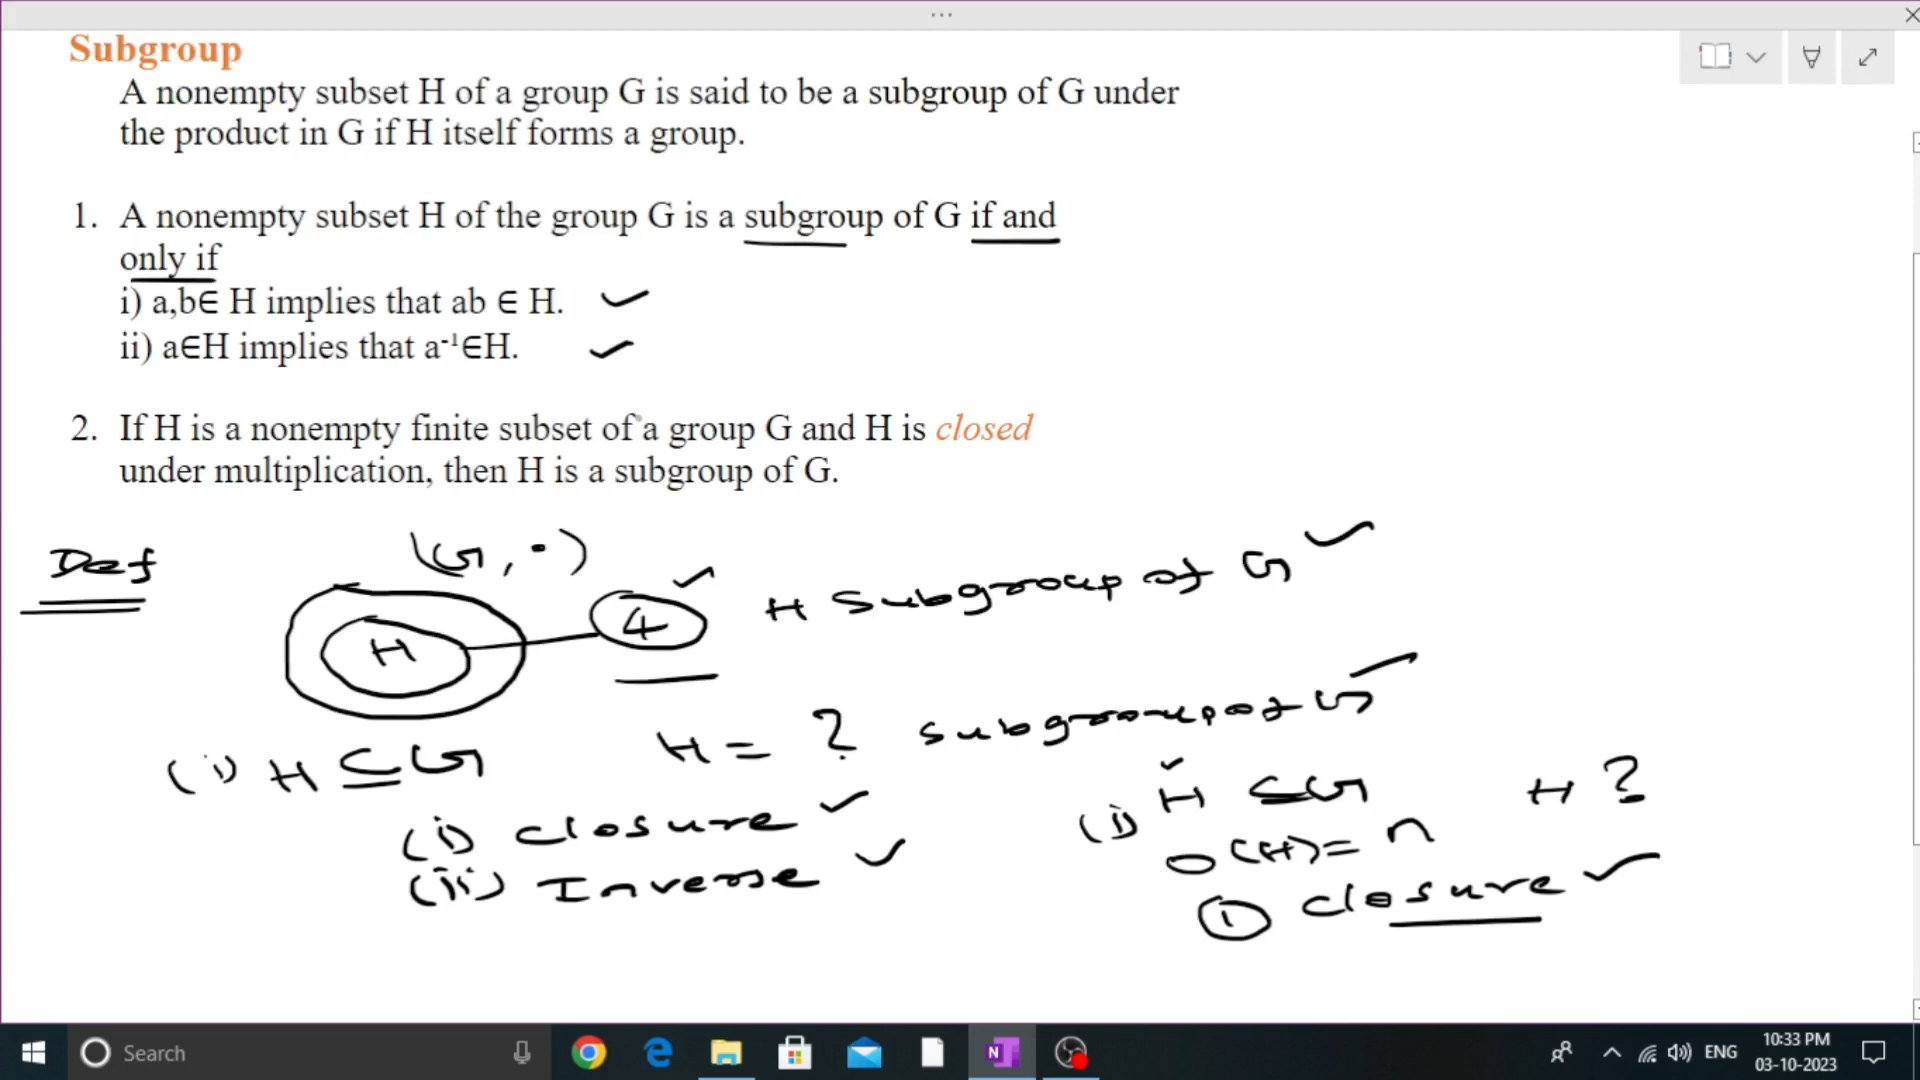 Subgroup
A nonempty subset H of a group G is said to be a subgroup of G under
the product in G if H itself forms a group.
1. A nonempty subset H of the group G is a subgroup of G if and
only if
i) a,b∈ H implies that ab ∈ H.
ii) a∈H implies that a⁻¹∈H.
2. If H is a nonempty finite subset of a group G and H is closed
under multiplication, then H is a subgroup of G.
Def
(G, ·)
H
4
H Subgroup of G
(i) H ⊆ G
H = ? Subgroup of G
(i) Closure
(ii) Inverse
(i) H ⊆ G H ?
O(H) = n
① Closure
Search
ENG
10:33 PM
03-10-2023